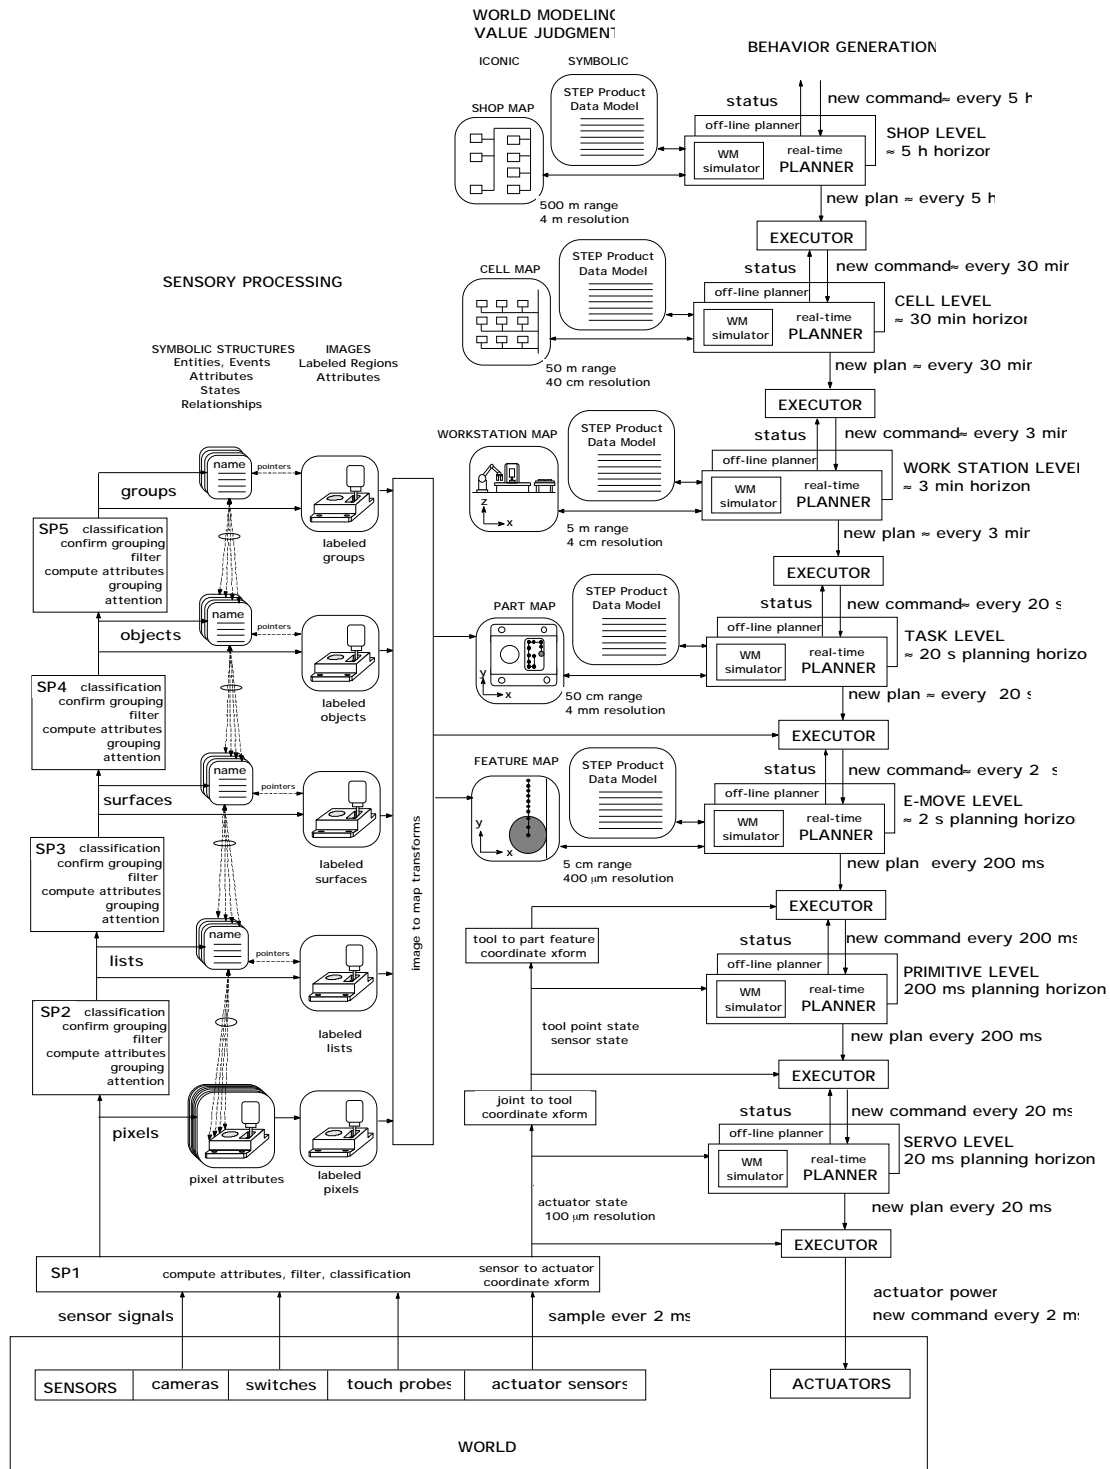 WORLD MODELING
VALUE JUDGMENT
ICONIC
SYMBOLIC
BEHAVIOR GENERATION
SHOP MAP
STEP Product
Data Model
status
new command≈ every 5 h
off-line planner
SHOP LEVEL
≈ 5 h horizon
WM
simulator
real-time
PLANNER
500 m range
4 m resolution
new plan ≈ every 5 h
EXECUTOR
CELL MAP
STEP Product
Data Model
status
new command≈ every 30 min
off-line planner
CELL LEVEL
≈ 30 min horizon
WM
simulator
real-time
PLANNER
50 m range
40 cm resolution
new plan ≈ every 30 min
EXECUTOR
SENSORY PROCESSING
SYMBOLIC STRUCTURES
Entities, Events
Attributes
States
Relationships
IMAGES
Labeled Regions
Attributes
WORKSTATION MAP
z
x
STEP Product
Data Model
status
new command≈ every 3 min
off-line planner
WORK STATION LEVEL
≈ 3 min horizon
WM
simulator
real-time
PLANNER
5 m range
4 cm resolution
new plan ≈ every 3 min
EXECUTOR
name
pointers
groups
labeled
groups
SP5 classification
confirm grouping
filter
compute attributes
grouping
attention
PART MAP
y
x
STEP Product
Data Model
status
new command≈ every 20 s
off-line planner
TASK LEVEL
≈ 20 s planning horizon
WM
simulator
real-time
PLANNER
50 cm range
4 mm resolution
new plan ≈ every 20 s
EXECUTOR
name
pointers
objects
labeled
objects
SP4 classification
confirm grouping
filter
compute attributes
grouping
attention
FEATURE MAP
y
x
STEP Product
Data Model
status
new command≈ every 2 s
off-line planner
E-MOVE LEVEL
≈ 2 s planning horizon
WM
simulator
real-time
PLANNER
5 cm range
400 µm resolution
new plan every 200 ms
EXECUTOR
name
pointers
surfaces
labeled
surfaces
SP3 classification
confirm grouping
filter
compute attributes
grouping
attention
image to map transforms
tool to part feature
coordinate xform
status
new command every 200 ms
off-line planner
PRIMITIVE LEVEL
200 ms planning horizon
WM
simulator
real-time
PLANNER
tool point state
sensor state
new plan every 200 ms
EXECUTOR
name
pointers
lists
labeled
lists
SP2 classification
confirm grouping
filter
compute attributes
grouping
attention
joint to tool
coordinate xform
status
new command every 20 ms
off-line planner
SERVO LEVEL
20 ms planning horizon
WM
simulator
real-time
PLANNER
pixels
pixel attributes
labeled
pixels
actuator state
100 µm resolution
new plan every 20 ms
EXECUTOR
SP1
compute attributes, filter, classification
sensor to actuator
coordinate xform
sensor signals
sample ever 2 ms
actuator power
new command every 2 ms
SENSORS
cameras
switches
touch probes
actuator sensors
ACTUATORS
WORLD